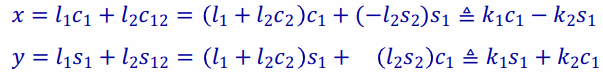 x = l₁c₁ + l₂c₁₂ = (l₁ + l₂c₂)c₁ + (−l₂s₂)s₁ ≜ k₁c₁ − k₂s₁
y = l₁s₁ + l₂s₁₂ = (l₁ + l₂c₂)s₁ + (l₂s₂)c₁ ≜ k₁s₁ + k₂c₁